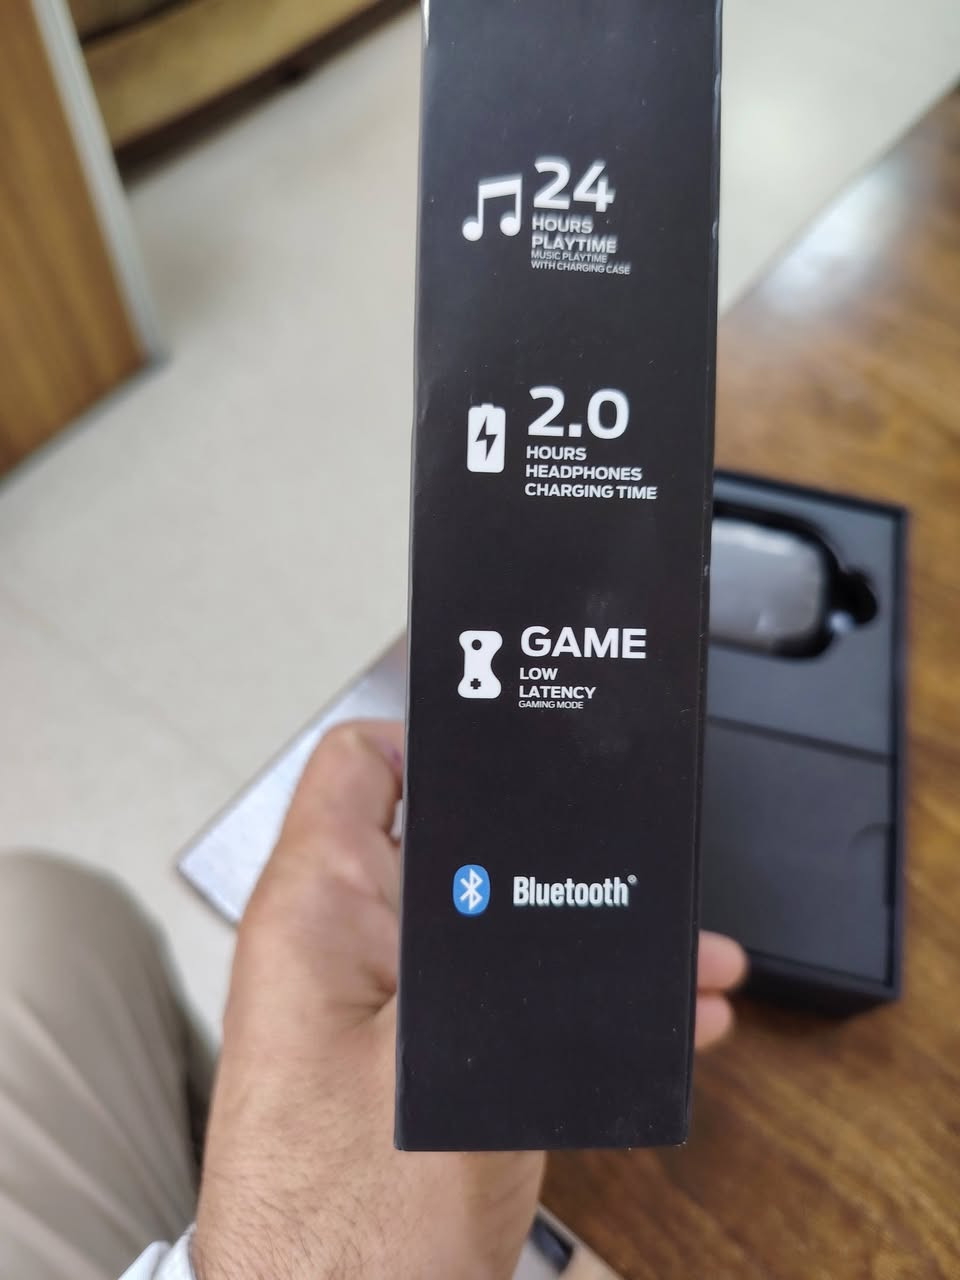 24
HOURS
PLAYTIME
MUSIC PLAYTIME
WITH CHARGING CASE
2.0
HOURS
HEADPHONES
CHARGING TIME
GAME
LOW
LATENCY
GAMING MODE
Bluetooth®